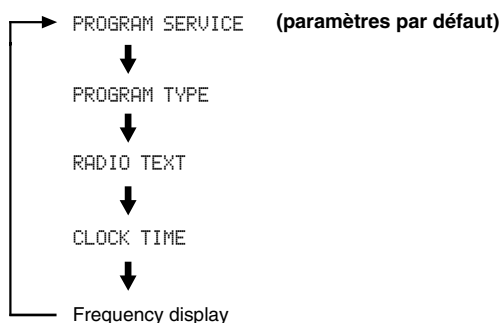 PROGRAM SERVICE (paramètres par défaut)
PROGRAM TYPE
RADIO TEXT
CLOCK TIME
Frequency display